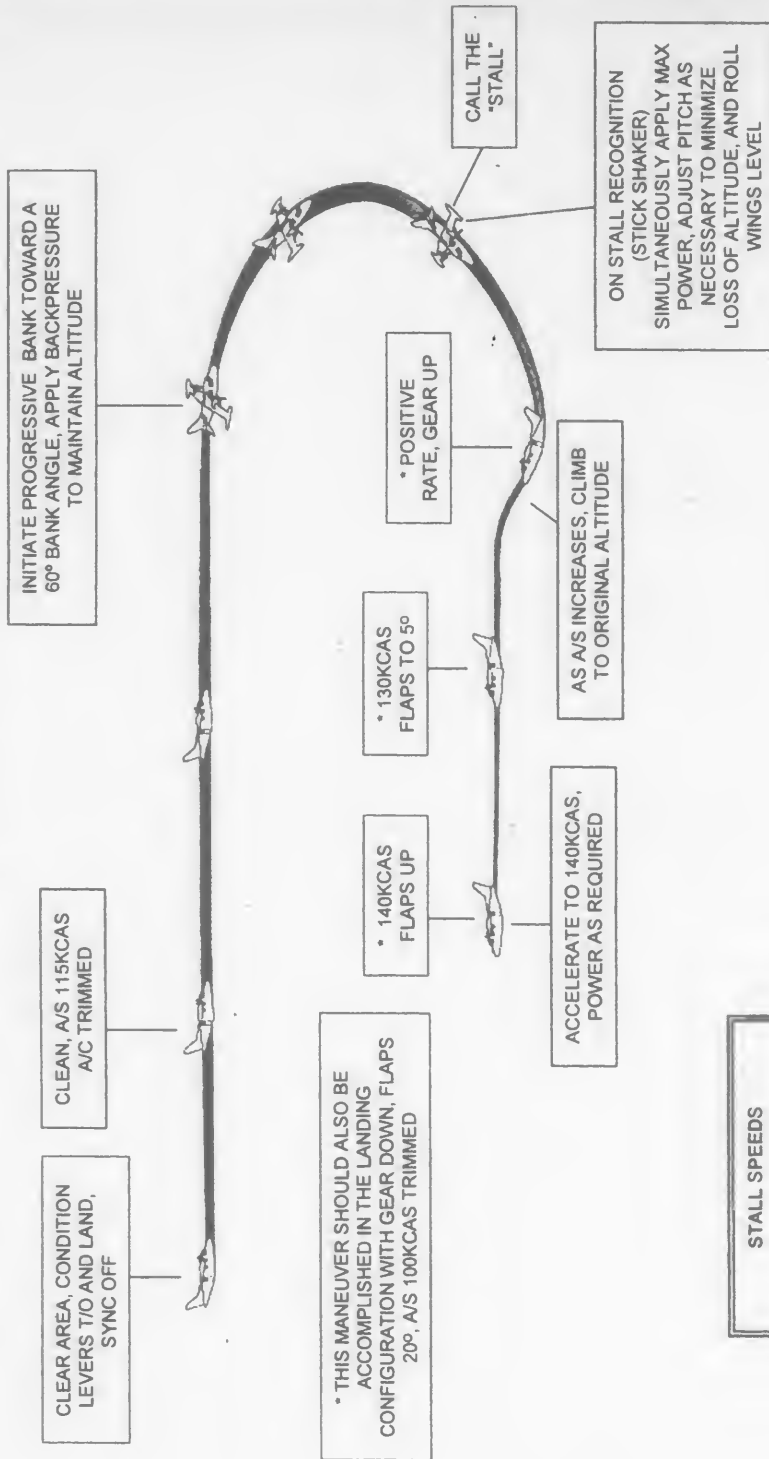 CLEAR AREA, CONDITION
LEVERS T/O AND LAND,
SYNC OFF
CLEAN, A/S 115KCAS
A/C TRIMMED
INITIATE PROGRESSIVE BANK TOWARD A
60° BANK ANGLE, APPLY BACKPRESSURE
TO MAINTAIN ALTITUDE
CALL THE
"STALL"
ON STALL RECOGNITION
(STICK SHAKER)
SIMULTANEOUSLY APPLY MAX
POWER, ADJUST PITCH AS
NECESSARY TO MINIMIZE
LOSS OF ALTITUDE, AND ROLL
WINGS LEVEL
* POSITIVE
RATE, GEAR UP
AS A/S INCREASES, CLIMB
TO ORIGINAL ALTITUDE
* 130KCAS
FLAPS TO 5º
* 140KCAS
FLAPS UP
ACCELERATE TO 140KCAS,
POWER AS REQUIRED
* THIS MANEUVER SHOULD ALSO BE
ACCOMPLISHED IN THE LANDING
CONFIGURATION WITH GEAR DOWN, FLAPS
20º, A/S 100KCAS TRIMMED
STALL SPEEDS